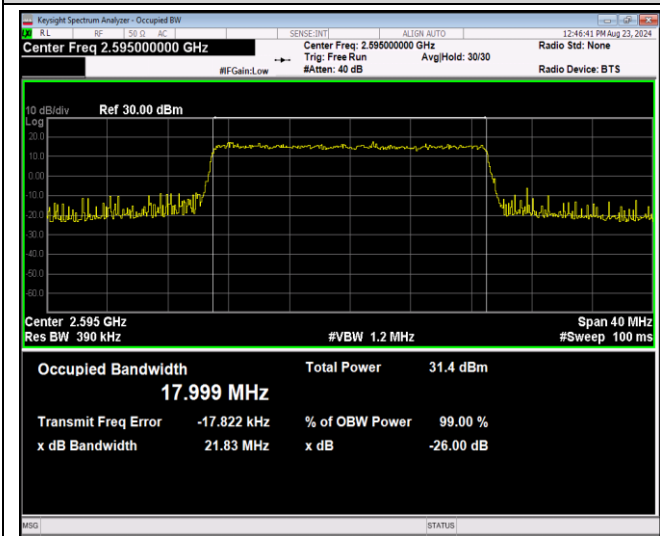 Keysight Spectrum Analyzer - Occupied BW
RL RF 50 Ω AC SENSE:INT ALIGN AUTO 12:46:41 PM Aug 23, 2024
Center Freq 2.595000000 GHz Center Freq: 2.595000000 GHz Radio Std: None
Trig: Free Run Avg|Hold: 30/30
#IFGain:Low #Atten: 40 dB Radio Device: BTS
10 dB/div Ref 30.00 dBm
Log
20.0
10.0
0.00
-10.0
-20.0
-30.0
-40.0
-50.0
-60.0
Center 2.595 GHz Span 40 MHz
Res BW 390 kHz #VBW 1.2 MHz #Sweep 100 ms
Occupied Bandwidth Total Power 31.4 dBm
17.999 MHz
Transmit Freq Error -17.822 kHz % of OBW Power 99.00 %
x dB Bandwidth 21.83 MHz x dB -26.00 dB
MSG STATUS